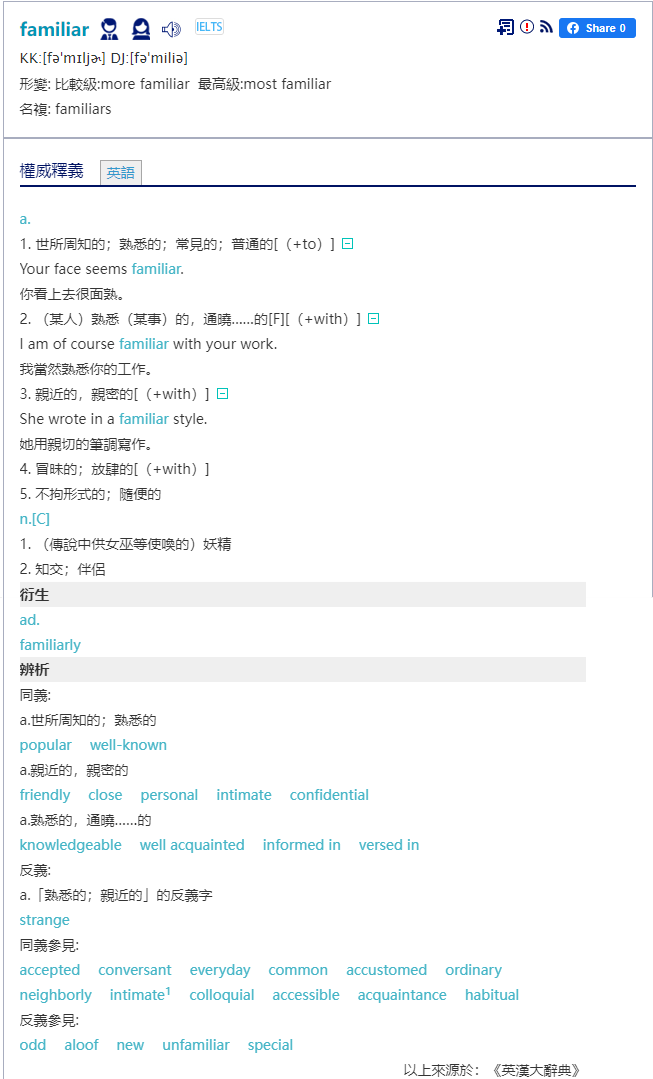 familiar IELTS Share 0
KK:[fəˈmɪljɚ] DJ:[fəˈmiliə]
形變: 比較級:more familiar 最高級:most familiar
名複: familiars
權威釋義 英語
a.
1. 世所周知的；熟悉的；常見的；普通的[（+to）]
Your face seems familiar.
你看上去很面熟。
2. （某人）熟悉（某事）的，通曉……的[F][（+with）]
I am of course familiar with your work.
我當然熟悉你的工作。
3. 親近的，親密的[（+with）]
She wrote in a familiar style.
她用親切的筆調寫作。
4. 冒昧的；放肆的[（+with）]
5. 不拘形式的；隨便的
n.[C]
1. （傳說中供女巫等使喚的）妖精
2. 知交；伴侶
衍生
ad.
familiarly
辨析
同義:
a.世所周知的；熟悉的
popular well-known
a.親近的，親密的
friendly close personal intimate confidential
a.熟悉的，通曉……的
knowledgeable well acquainted informed in versed in
反義:
a.「熟悉的；親近的」的反義字
strange
同義參見:
accepted conversant everyday common accustomed ordinary
neighborly intimate¹ colloquial accessible acquaintance habitual
反義參見:
odd aloof new unfamiliar special
以上來源於：《英漢大辭典》